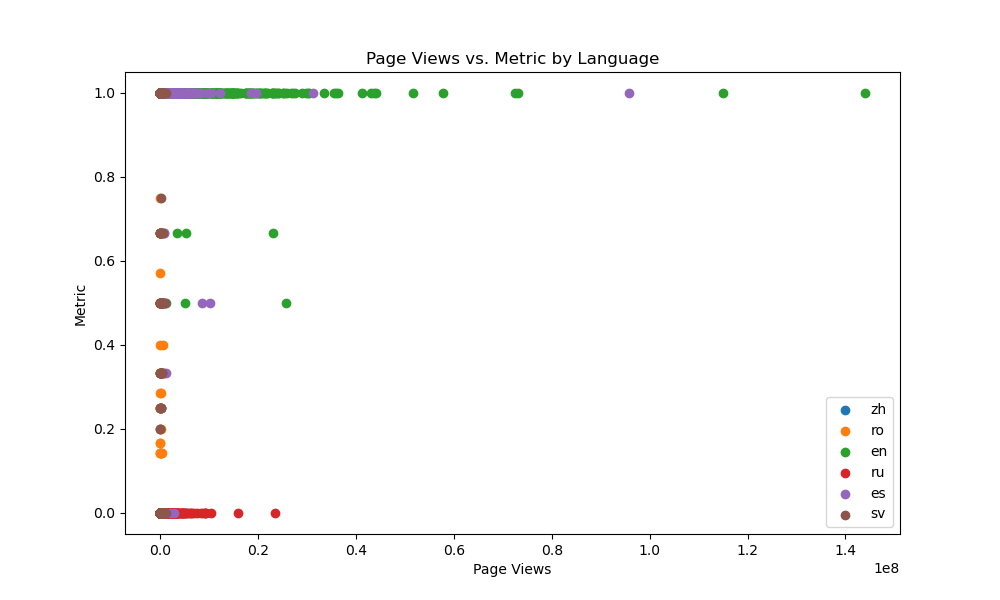 Page Views vs. Metric by Language
Metric
1.0
0.8
0.6
0.4
0.2
0.0
zh
ro
en
ru
es
sv
0.0 0.2 0.4 0.6 0.8 1.0 1.2 1.4
1e8
Page Views